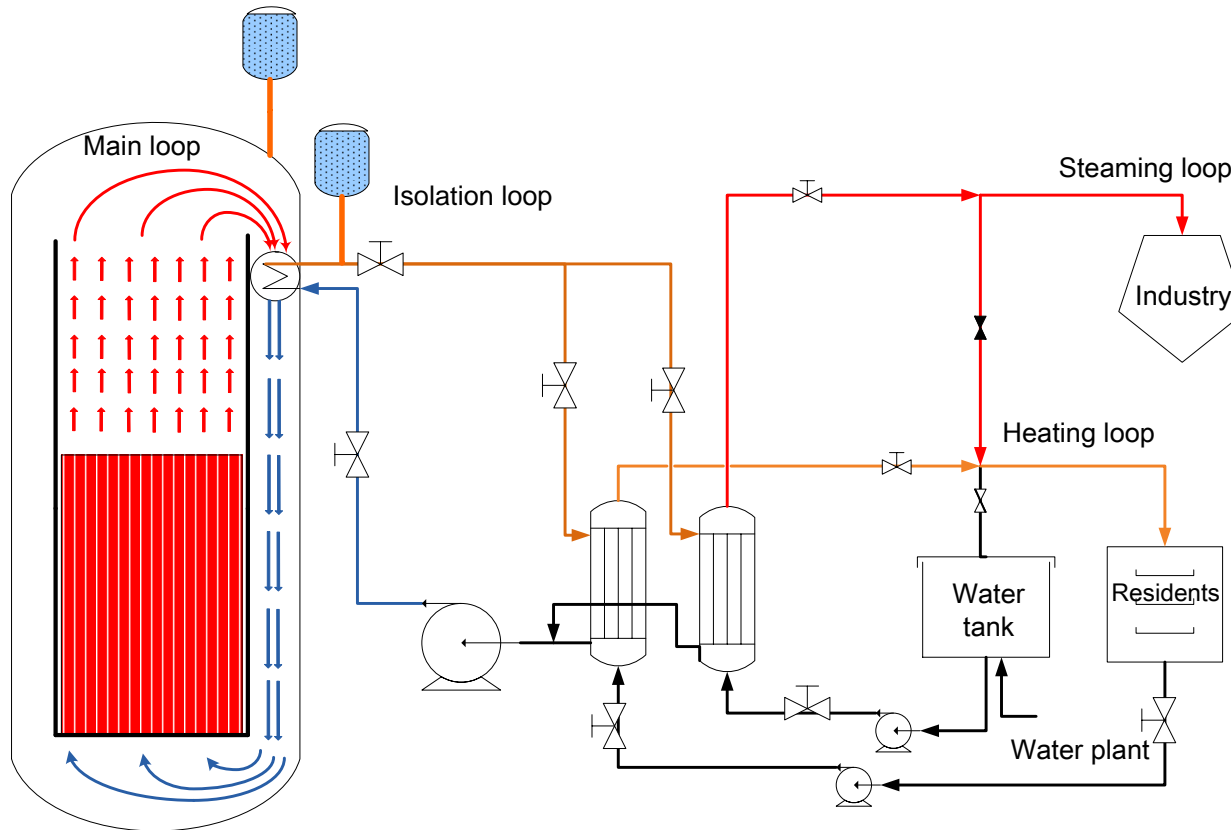 Main loop
Isolation loop
Steaming loop
Industry
Heating loop
Water
tank
Residents
Water plant